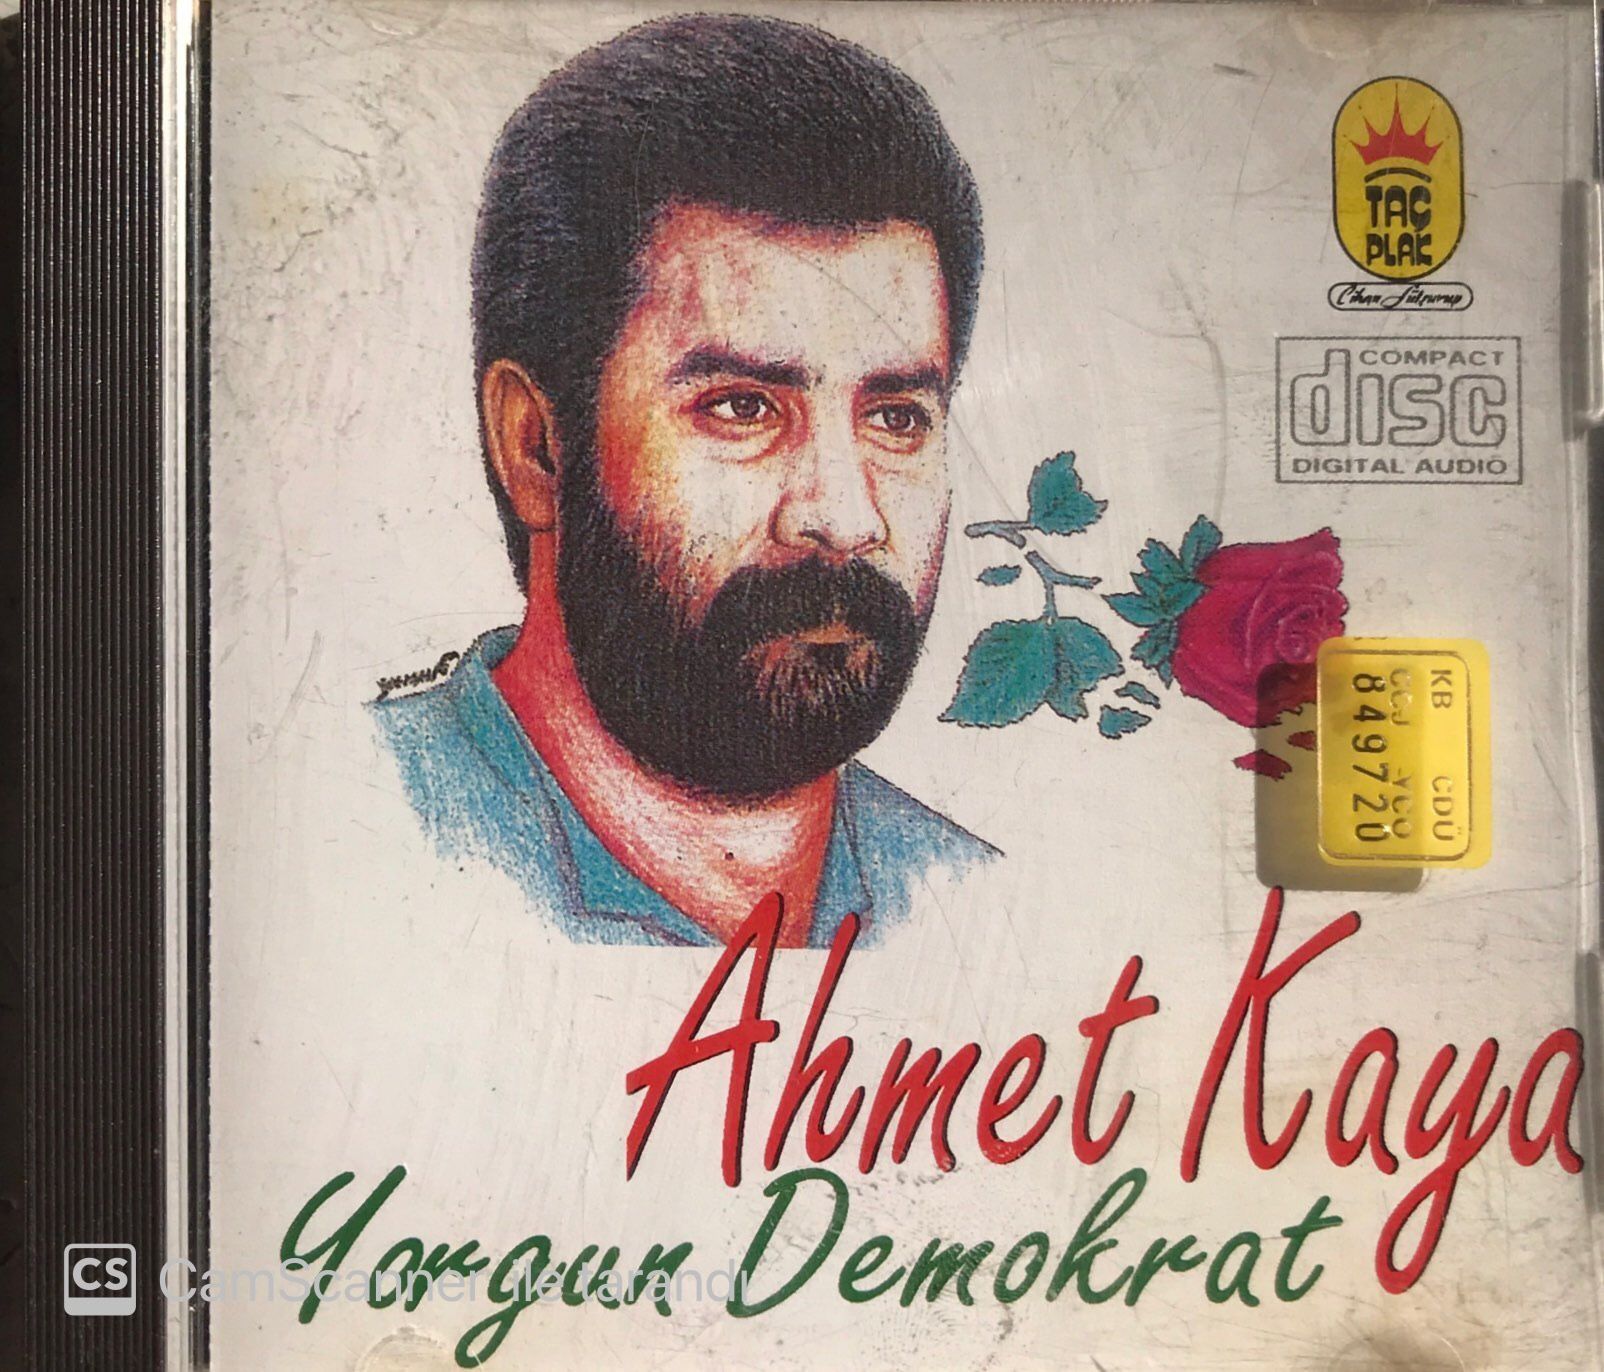 TAÇ
PLAK
COMPACT
disc
DIGITAL AUDIO
KB CDÜ
849720
Ahmet Kaya
Yorgun Demokrat
CS CamScanner ile tarandı